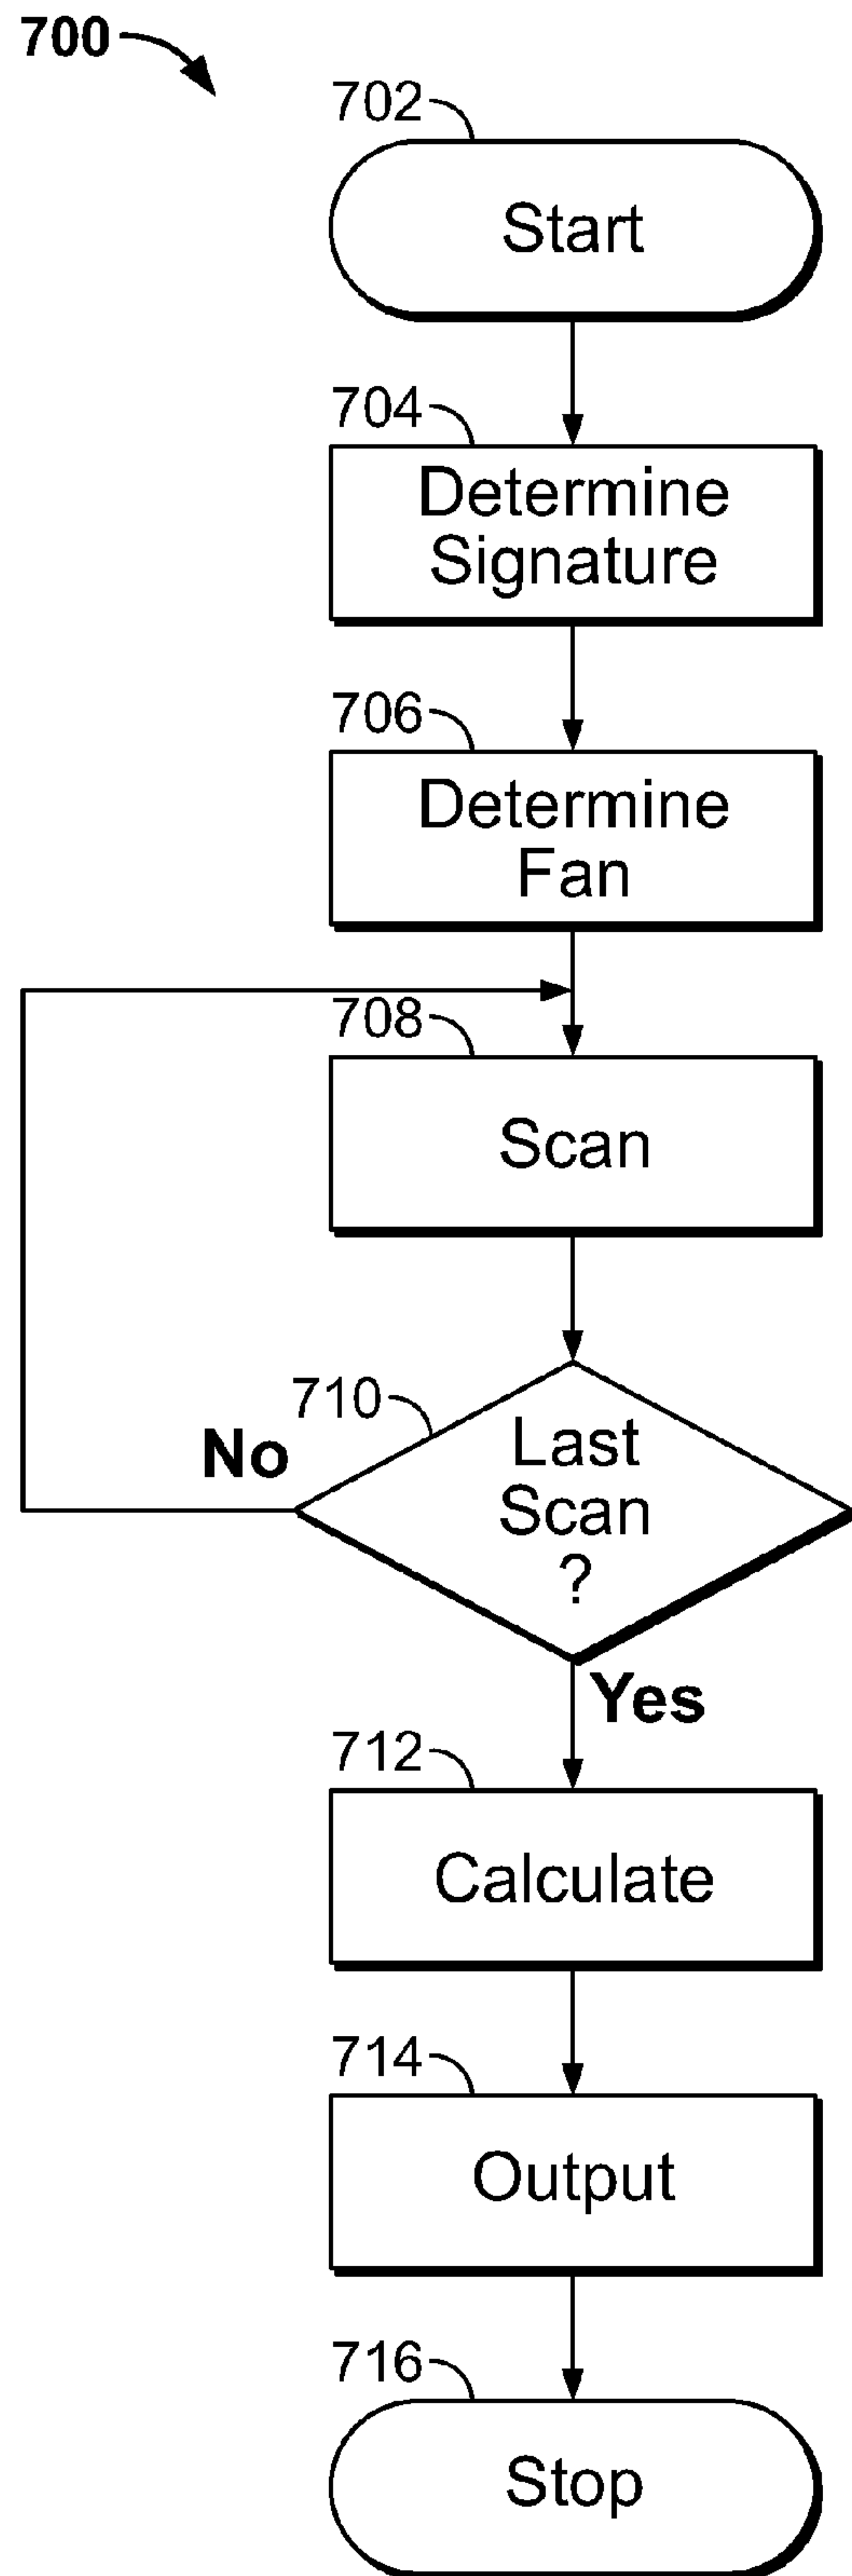 700
702
Start
704
Determine
Signature
706
Determine
Fan
708
Scan
710
Last
Scan
?
No
Yes
712
Calculate
714
Output
716
Stop